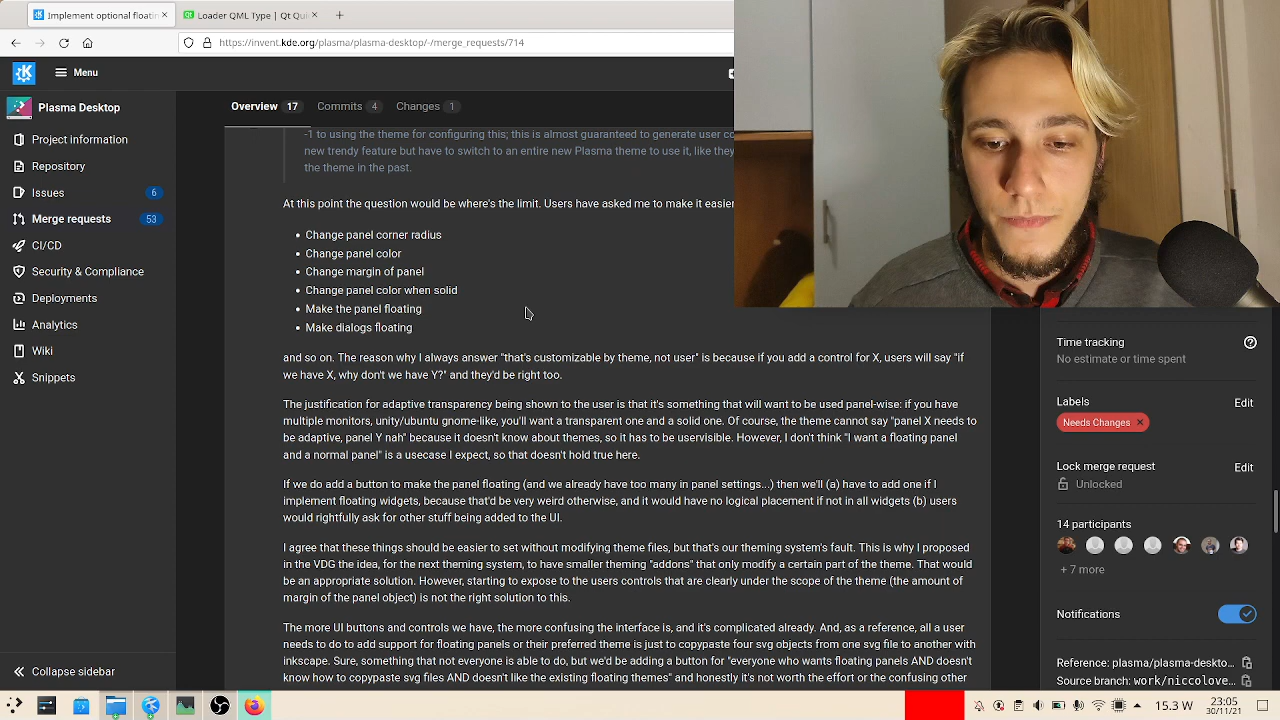 Implement optional floatin
Loader QML Type | Qt Qui
https://invent.kde.org/plasma/plasma-desktop/-/merge_requests/714
Menu
Plasma Desktop
Project information
Repository
Issues 6
Merge requests 53
CI/CD
Security & Compliance
Deployments
Analytics
Wiki
Snippets
Collapse sidebar
Overview 17 Commits 4 Changes 1
-1 to using the theme for configuring this; this is almost guaranteed to generate user co
new trendy feature but have to switch to an entire new Plasma theme to use it, like they
the theme in the past.
At this point the question would be where's the limit. Users have asked me to make it easier
• Change panel corner radius
• Change panel color
• Change margin of panel
• Change panel color when solid
• Make the panel floating
• Make dialogs floating
and so on. The reason why I always answer "that's customizable by theme, not user" is because if you add a control for X, users will say "if
we have X, why don't we have Y?" and they'd be right too.
The justification for adaptive transparency being shown to the user is that it's something that will want to be used panel-wise: if you have
multiple monitors, unity/ubuntu gnome-like, you'll want a transparent one and a solid one. Of course, the theme cannot say "panel X needs to
be adaptive, panel Y nah" because it doesn't know about themes, so it has to be uservisible. However, I don't think "I want a floating panel
and a normal panel" is a usecase I expect, so that doesn't hold true here.
If we do add a button to make the panel floating (and we already have too many in panel settings...) then we'll (a) have to add one if I
implement floating widgets, because that'd be very weird otherwise, and it would have no logical placement if not in all widgets (b) users
would rightfully ask for other stuff being added to the UI.
I agree that these things should be easier to set without modifying theme files, but that's our theming system's fault. This is why I proposed
in the VDG the idea, for the next theming system, to have smaller theming "addons" that only modify a certain part of the theme. That would
be an appropriate solution. However, starting to expose to the users controls that are clearly under the scope of the theme (the amount of
margin of the panel object) is not the right solution to this.
The more UI buttons and controls we have, the more confusing the interface is, and it's complicated already. And, as a reference, all a user
needs to do to add support for floating panels or their preferred theme is just to copypaste four svg objects from one svg file to another with
inkscape. Sure, something that not everyone is able to do, but we'd be adding a button for "everyone who wants floating panels AND doesn't
know how to copypaste svg files AND doesn't like the existing floating themes" and honestly it's not worth the effort or the confusing other
Time tracking
No estimate or time spent
Labels Edit
Needs Changes ×
Lock merge request Edit
Unlocked
14 participants
+ 7 more
Notifications
Reference: plasma/plasma-deskto…
Source branch: work/niccolove…
15.3 W
23:05
30/11/21